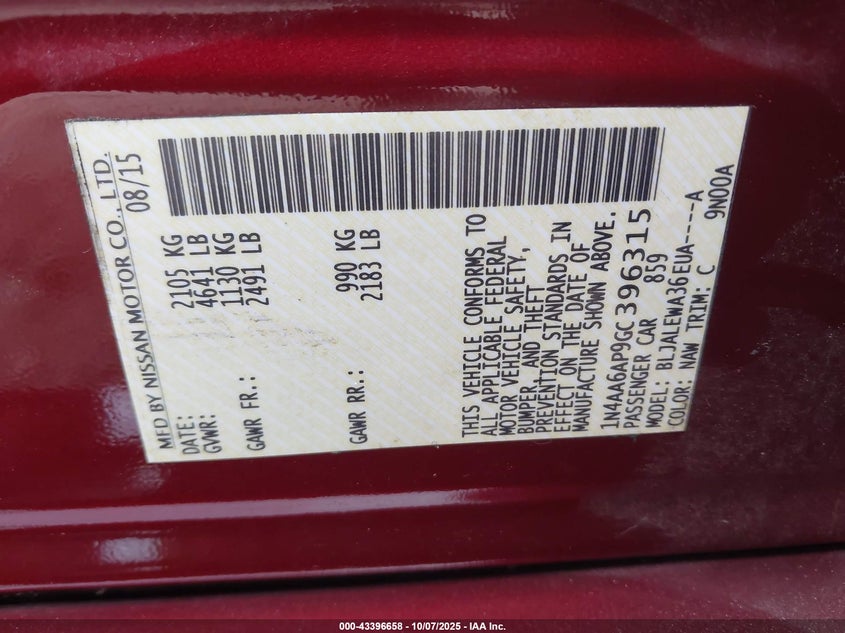 MFD BY NISSAN MOTOR CO., LTD.
DATE: 08/15
GVWR: 2105 KG
4641 LB
GAWR FR.: 1130 KG
2491 LB
GAWR RR.: 990 KG
2183 LB
THIS VEHICLE CONFORMS TO
ALL APPLICABLE FEDERAL
MOTOR VEHICLE SAFETY,
BUMPER, AND THEFT
PREVENTION STANDARDS IN
EFFECT ON THE DATE OF
MANUFACTURE SHOWN ABOVE.
1N4AA6AP9GC396315
PASSENGER CAR 859
MODEL: BLJALEWA36EUA-----A
COLOR: NAW TRIM: C 9N00A
000-43396658 - 10/07/2025 - IAA Inc.